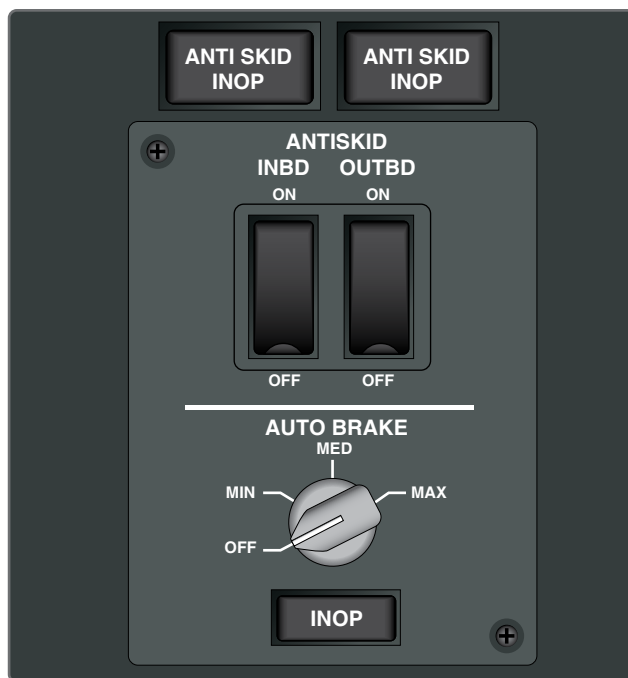 ANTI SKID
INOP
ANTI SKID
INOP
ANTISKID
INBD OUTBD
ON ON
OFF OFF
AUTO BRAKE
MED
MIN MAX
OFF
INOP